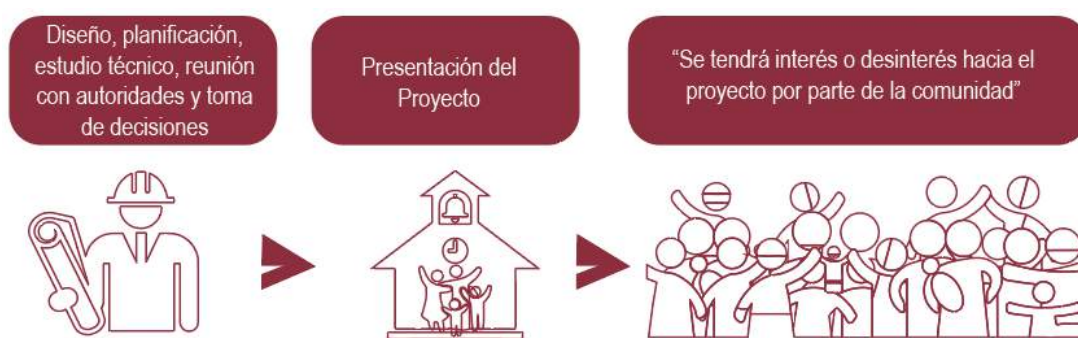 Diseño, planificación,
estudio técnico, reunión
con autoridades y toma
de decisiones
Presentación del
Proyecto
“Se tendrá interés o desinterés hacia el
proyecto por parte de la comunidad”